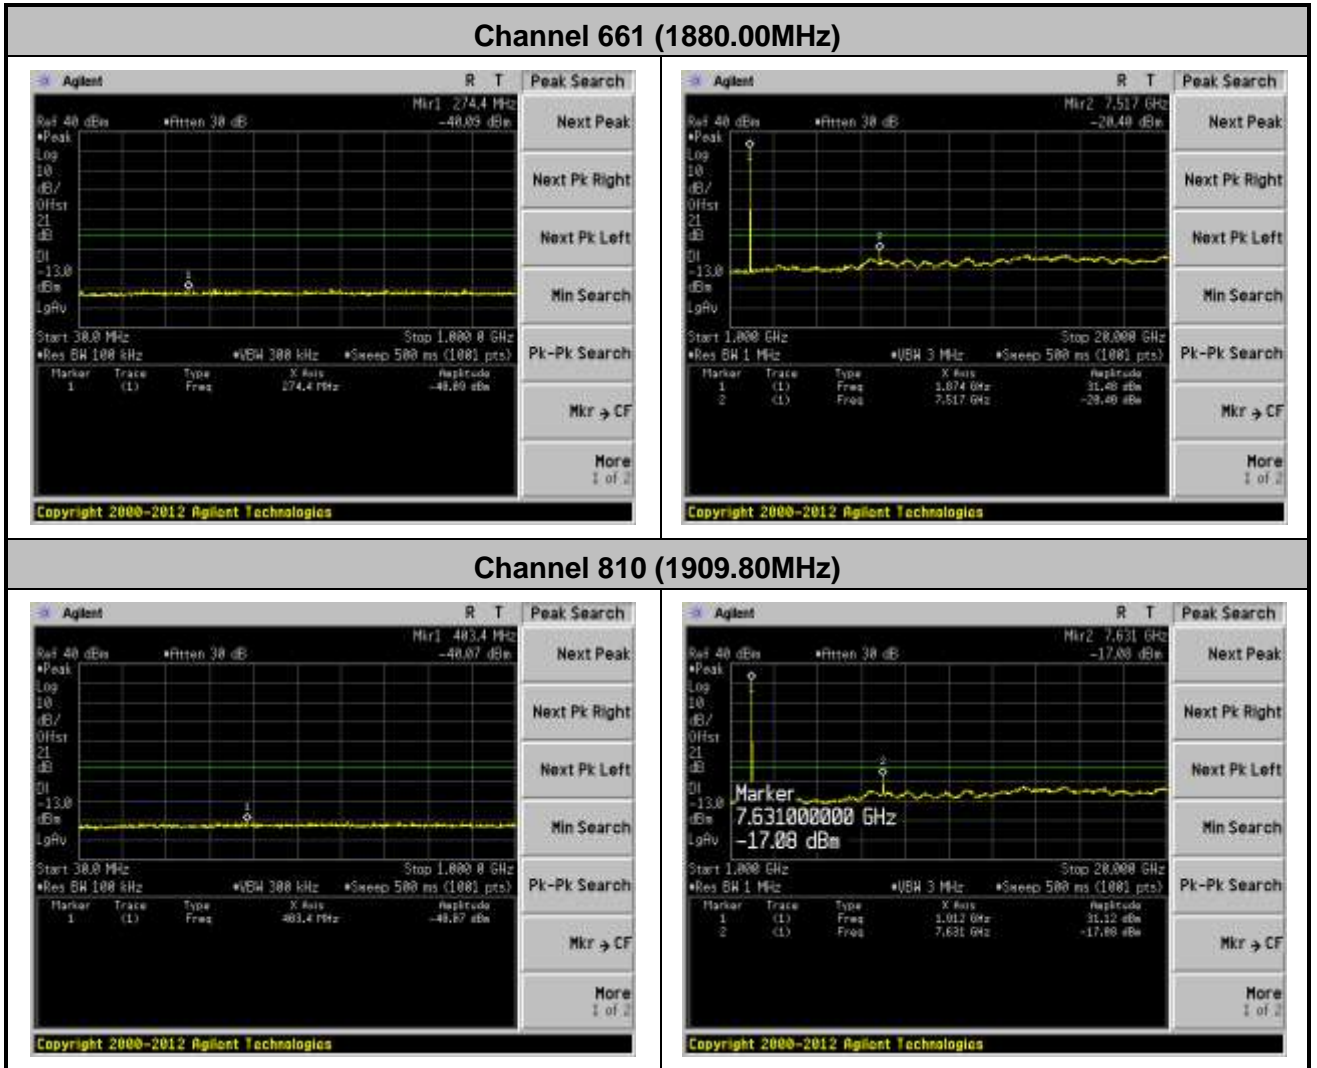 Channel 661 (1880.00MHz)
Agilent R T Peak Search
Mkr1 274.4 MHz
Ref 40 dBm #Atten 30 dB -40.09 dBm
#Peak
Log
10
dB/
Offst
21
dB
DI
-13.0
dBm
LgAv
1
Start 30.0 MHz Stop 1.000 0 GHz
#Res BW 100 kHz #VBW 300 kHz #Sweep 500 ms (1001 pts)
Marker Trace Type X Axis Amplitude
1 (1) Freq 274.4 MHz -40.09 dBm
Next Peak
Next Pk Right
Next Pk Left
Min Search
Pk-Pk Search
Mkr → CF
More
1 of 2
Copyright 2000-2012 Agilent Technologies
Agilent R T Peak Search
Mkr2 7.517 GHz
Ref 40 dBm #Atten 30 dB -20.40 dBm
#Peak
Log
10
dB/
Offst
21
dB
DI
-13.0
dBm
LgAv
Start 1.000 GHz Stop 20.000 GHz
#Res BW 1 MHz #VBW 3 MHz #Sweep 500 ms (1001 pts)
Marker Trace Type X Axis Amplitude
1 (1) Freq 1.874 GHz 31.40 dBm
2 (1) Freq 7.517 GHz -20.40 dBm
Next Peak
Next Pk Right
Next Pk Left
Min Search
Pk-Pk Search
Mkr → CF
More
1 of 2
Copyright 2000-2012 Agilent Technologies
Channel 810 (1909.80MHz)
Agilent R T Peak Search
Mkr1 403.4 MHz
Ref 40 dBm #Atten 30 dB -40.07 dBm
#Peak
Log
10
dB/
Offst
21
dB
DI
-13.0
dBm
LgAv
1
Start 30.0 MHz Stop 1.000 0 GHz
#Res BW 100 kHz #VBW 300 kHz #Sweep 500 ms (1001 pts)
Marker Trace Type X Axis Amplitude
1 (1) Freq 403.4 MHz -40.07 dBm
Next Peak
Next Pk Right
Next Pk Left
Min Search
Pk-Pk Search
Mkr → CF
More
1 of 2
Copyright 2000-2012 Agilent Technologies
Agilent R T Peak Search
Mkr2 7.631 GHz
Ref 40 dBm #Atten 30 dB -17.08 dBm
#Peak
Log
10
dB/
Offst
21
dB
DI
-13.0
dBm
LgAv
2
Marker
7.631000000 GHz
-17.08 dBm
Start 1.000 GHz Stop 20.000 GHz
#Res BW 1 MHz #VBW 3 MHz #Sweep 500 ms (1001 pts)
Marker Trace Type X Axis Amplitude
1 (1) Freq 1.912 GHz 31.12 dBm
2 (1) Freq 7.631 GHz -17.08 dBm
Next Peak
Next Pk Right
Next Pk Left
Min Search
Pk-Pk Search
Mkr → CF
More
1 of 2
Copyright 2000-2012 Agilent Technologies